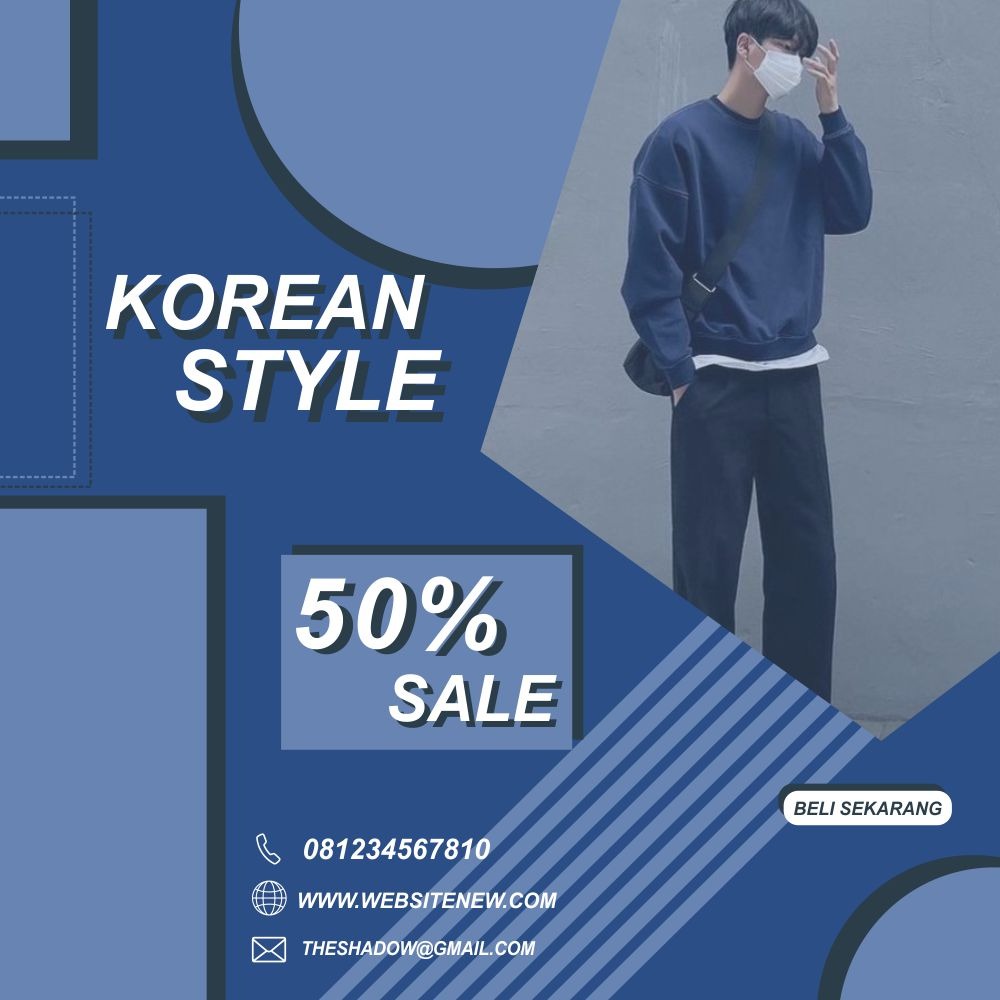 KOREAN
STYLE
50%
SALE
BELI SEKARANG
081234567810
WWW.WEBSITENEW.COM
THESHADOW@GMAIL.COM